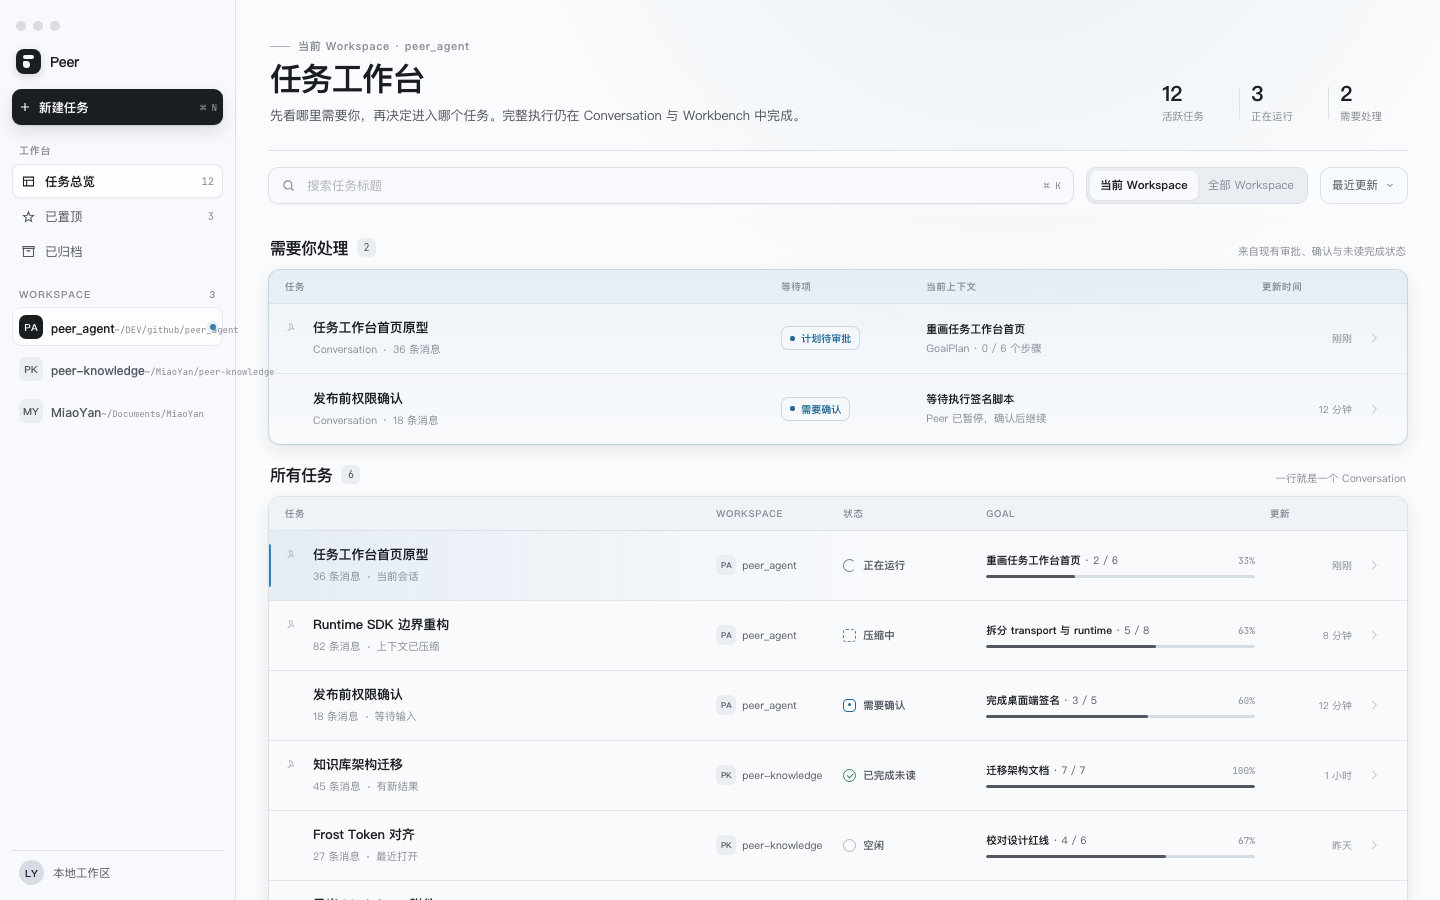 Peer
+ 新建任务 ⌘ N
工作台
任务总览 12
已置顶 3
已归档
WORKSPACE 3
PA peer_agent~/DEV/github/peer_agent
PK peer-knowledge~/MiaoYan/peer-knowledge
MY MiaoYan~/Documents/MiaoYan
LY 本地工作区
当前 Workspace · peer_agent
任务工作台
先看哪里需要你，再决定进入哪个任务。完整执行仍在 Conversation 与 Workbench 中完成。
12 3 2
活跃任务 正在运行 需要处理
搜索任务标题 ⌘ K 当前 Workspace 全部 Workspace 最近更新
需要你处理 2 来自现有审批、确认与未读完成状态
任务 等待项 当前上下文 更新时间
任务工作台首页原型 计划待审批 重画任务工作台首页 刚刚
Conversation · 36 条消息 GoalPlan · 0 / 6 个步骤
发布前权限确认 需要确认 等待执行签名脚本 12 分钟
Conversation · 18 条消息 Peer 已暂停，确认后继续
所有任务 6 一行就是一个 Conversation
任务 WORKSPACE 状态 GOAL 更新
任务工作台首页原型 PA peer_agent 正在运行 重画任务工作台首页 · 2 / 6 33% 刚刚
36 条消息 · 当前会话
Runtime SDK 边界重构 PA peer_agent 压缩中 拆分 transport 与 runtime · 5 / 8 63% 8 分钟
82 条消息 · 上下文已压缩
发布前权限确认 PA peer_agent 需要确认 完成桌面端签名 · 3 / 5 60% 12 分钟
18 条消息 · 等待输入
知识库架构迁移 PK peer-knowledge 已完成未读 迁移架构文档 · 7 / 7 100% 1 小时
45 条消息 · 有新结果
Frost Token 对齐 PK peer-knowledge 空闲 校对设计红线 · 4 / 6 67% 昨天
27 条消息 · 最近打开